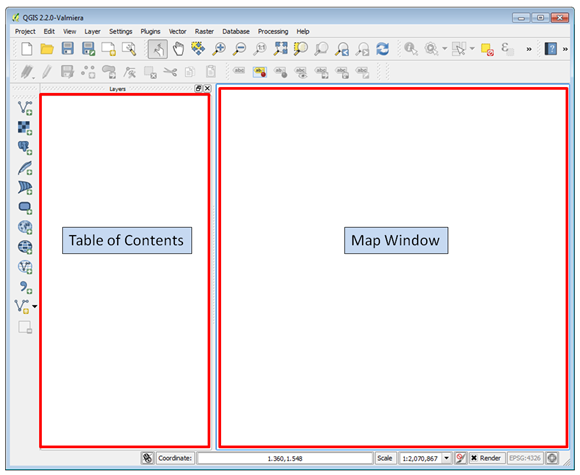 QGIS 2.2.0-Valmiera
Project Edit View Layer Settings Plugins Vector Raster Database Processing Help
Layers
Table of Contents
Map Window
Coordinate: 1.360,1.548 Scale 1:2,070,867 Render EPSG:4326